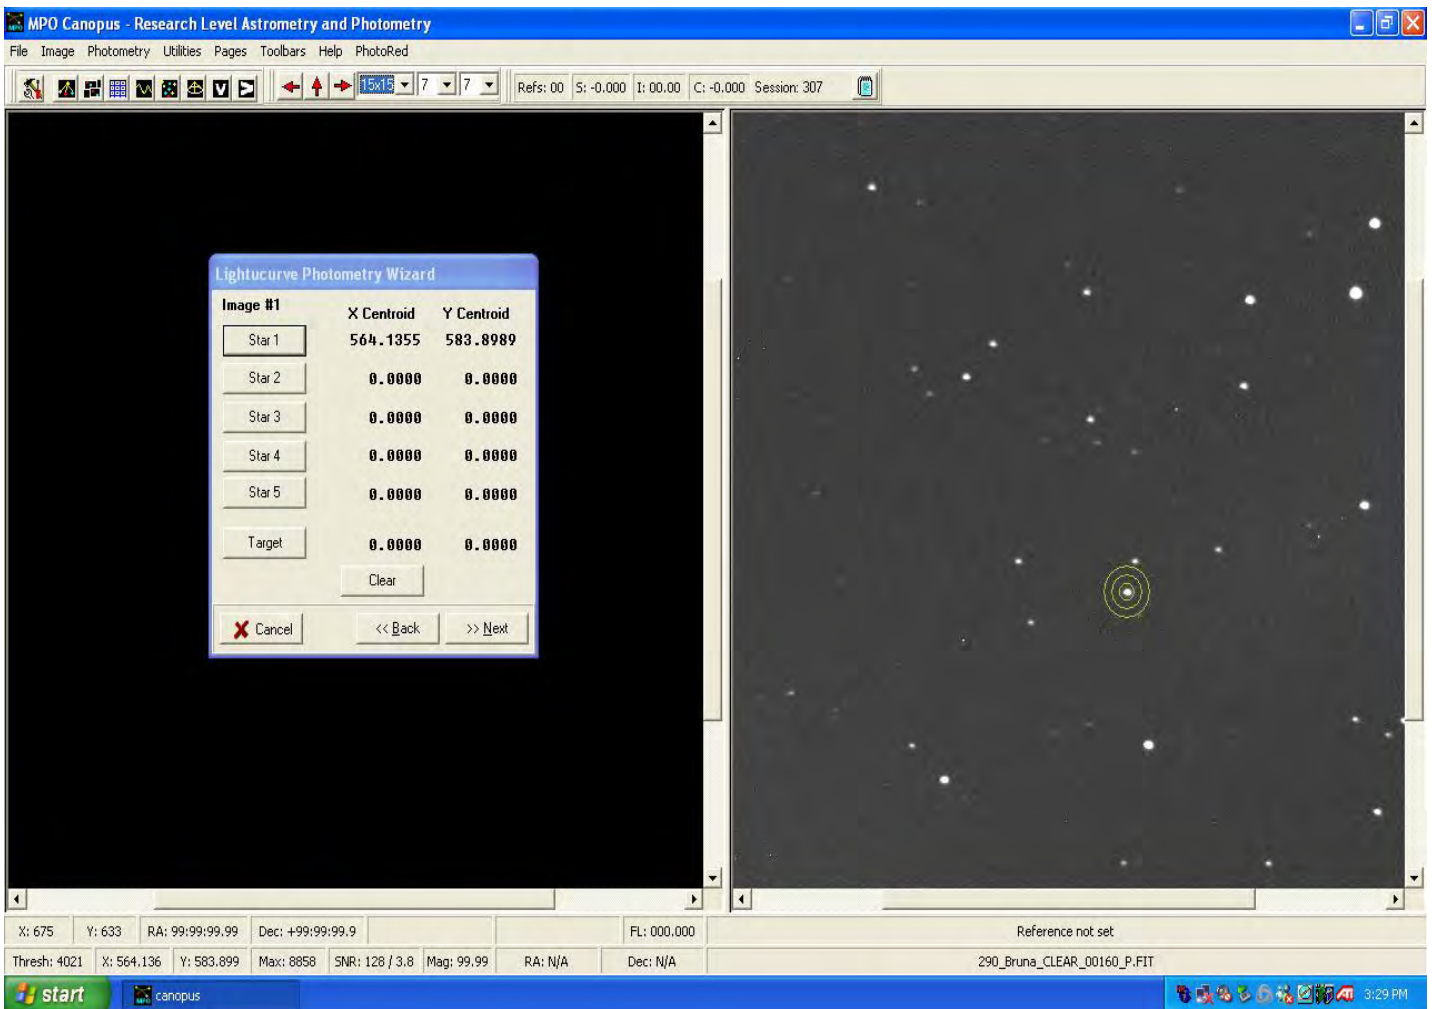 MPO Canopus - Research Level Astrometry and Photometry
File Image Photometry Utilities Pages Toolbars Help PhotoRed
15x15 7 7 Refs: 00 S: -0.000 I: 00.00 C: -0.000 Session: 307
Lightucurve Photometry Wizard
Image #1 X Centroid Y Centroid
Star 1 564.1355 583.8989
Star 2 0.0000 0.0000
Star 3 0.0000 0.0000
Star 4 0.0000 0.0000
Star 5 0.0000 0.0000
Target 0.0000 0.0000
Clear
Cancel << Back >> Next
X: 675 Y: 633 RA: 99:99:99.99 Dec: +99:99:99.9 FL: 000.000 Reference not set
Thresh: 4021 X: 564.136 Y: 583.899 Max: 8858 SNR: 128 / 3.8 Mag: 99.99 RA: N/A Dec: N/A 290_Bruna_CLEAR_00160_P.FIT
start canopus ATI 3:29 PM